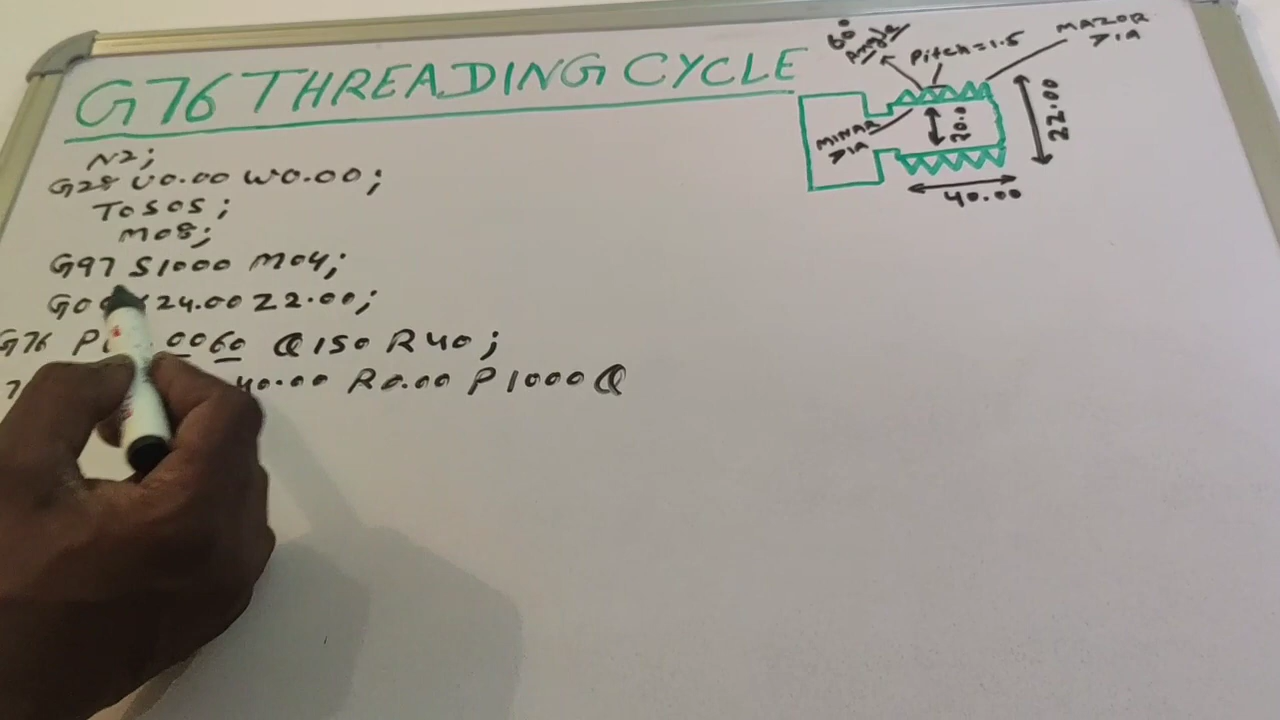 G76 THREADING CYCLE
N2;
G28 U0.00 W0.00;
T0505;
M08;
G97 S1000 M04;
24.00 Z2.00;
G76 0060 Q150 R40;
40.00 R0.00 P1000 Q
60° Angle
Pitch=1.5
MAZOR DIA
MINAR DIA
20.0
22.00
40.00